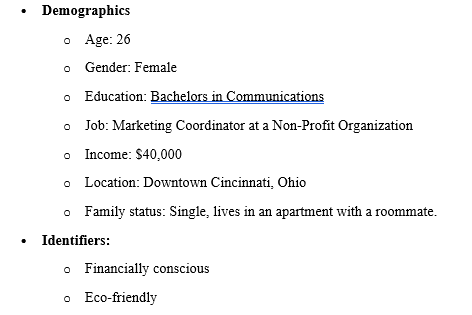 • Demographics
o Age: 26
o Gender: Female
o Education: Bachelors in Communications
o Job: Marketing Coordinator at a Non-Profit Organization
o Income: $40,000
o Location: Downtown Cincinnati, Ohio
o Family status: Single, lives in an apartment with a roommate.
• Identifiers:
o Financially conscious
o Eco-friendly